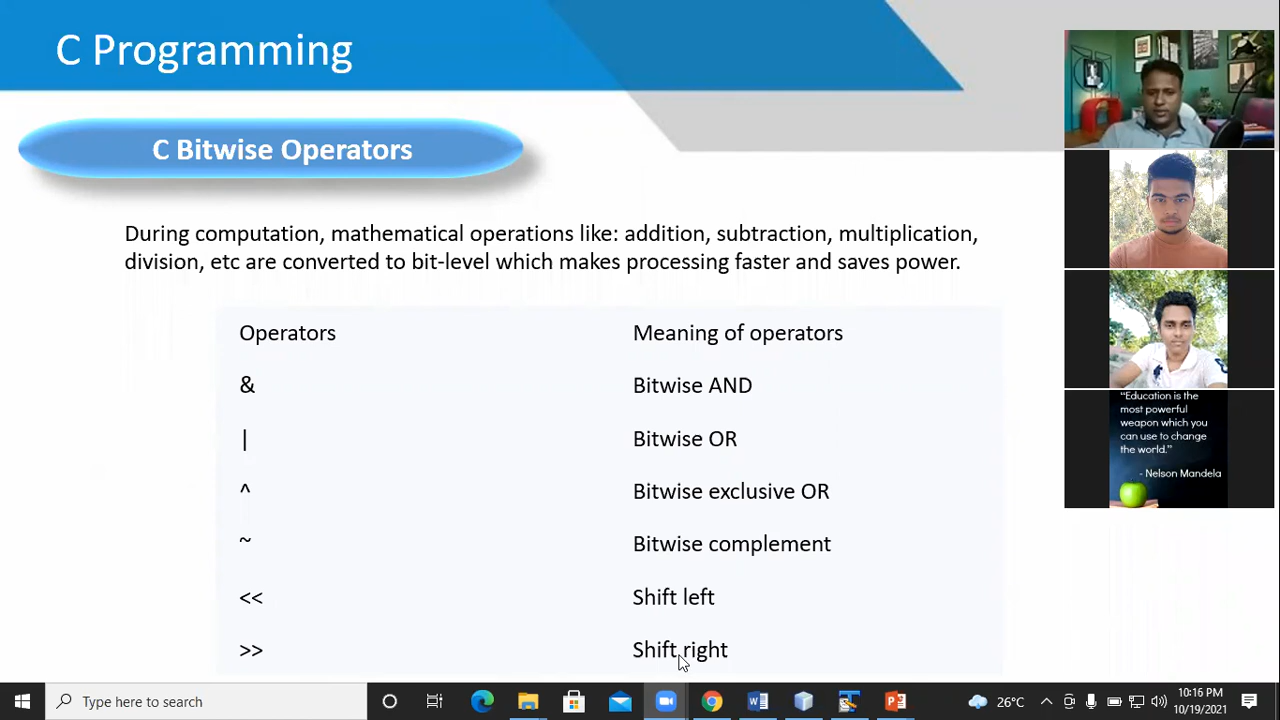 C Programming
C Bitwise Operators
During computation, mathematical operations like: addition, subtraction, multiplication,
division, etc are converted to bit-level which makes processing faster and saves power.
Operators Meaning of operators
& Bitwise AND
| Bitwise OR
^ Bitwise exclusive OR
~ Bitwise complement
<< Shift left
>> Shift right
“Education is the
most powerful
weapon which you
can use to change
the world.”
- Nelson Mandela
Type here to search
26°C
10:16 PM
10/19/2021